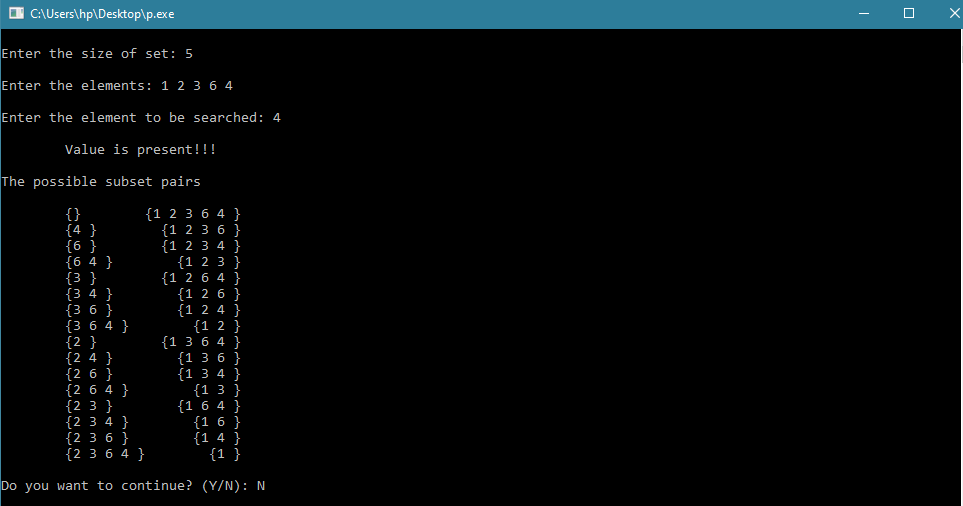 C:\Users\hp\Desktop\p.exe
Enter the size of set: 5
Enter the elements: 1 2 3 6 4
Enter the element to be searched: 4
Value is present!!!
The possible subset pairs
{} {1 2 3 6 4 }
{4 } {1 2 3 6 }
{6 } {1 2 3 4 }
{6 4 } {1 2 3 }
{3 } {1 2 6 4 }
{3 4 } {1 2 6 }
{3 6 } {1 2 4 }
{3 6 4 } {1 2 }
{2 } {1 3 6 4 }
{2 4 } {1 3 6 }
{2 6 } {1 3 4 }
{2 6 4 } {1 3 }
{2 3 } {1 6 4 }
{2 3 4 } {1 6 }
{2 3 6 } {1 4 }
{2 3 6 4 } {1 }
Do you want to continue? (Y/N): N